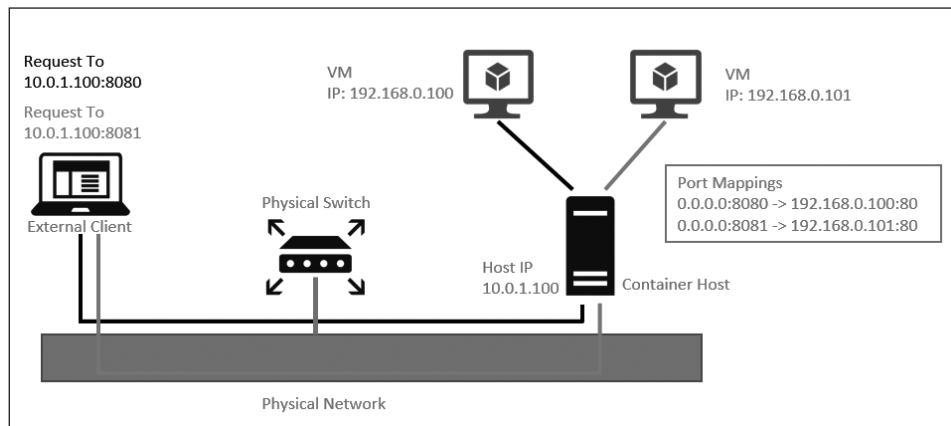 Request To
10.0.1.100:8080
Request To
10.0.1.100:8081
External Client
Physical Switch
VM
IP: 192.168.0.100
VM
IP: 192.168.0.101
Port Mappings
0.0.0.0:8080 -> 192.168.0.100:80
0.0.0.0:8081 -> 192.168.0.101:80
Host IP
10.0.1.100
Container Host
Physical Network